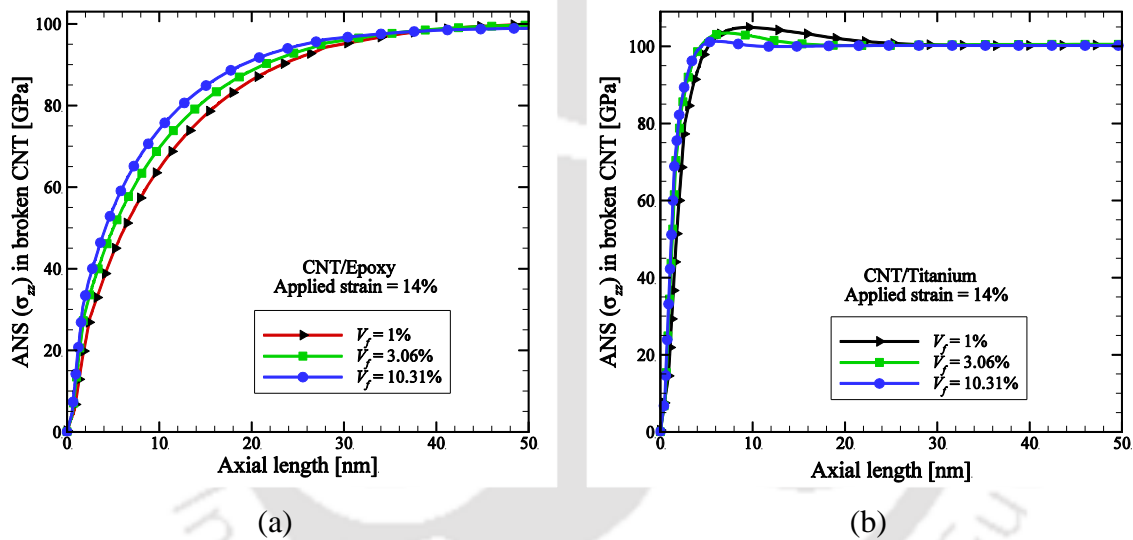 ANS (σzz) in broken CNT [GPa]
100
80
60
40
20
0
0 10 20 30 40 50
Axial length [nm]
CNT/Epoxy
Applied strain = 14%
Vf = 1%
Vf = 3.06%
Vf = 10.31%
(a)
ANS (σzz) in broken CNT [GPa]
100
80
60
40
20
0
0 10 20 30 40 50
Axial length [nm]
CNT/Titanium
Applied strain = 14%
Vf = 1%
Vf = 3.06%
Vf = 10.31%
(b)